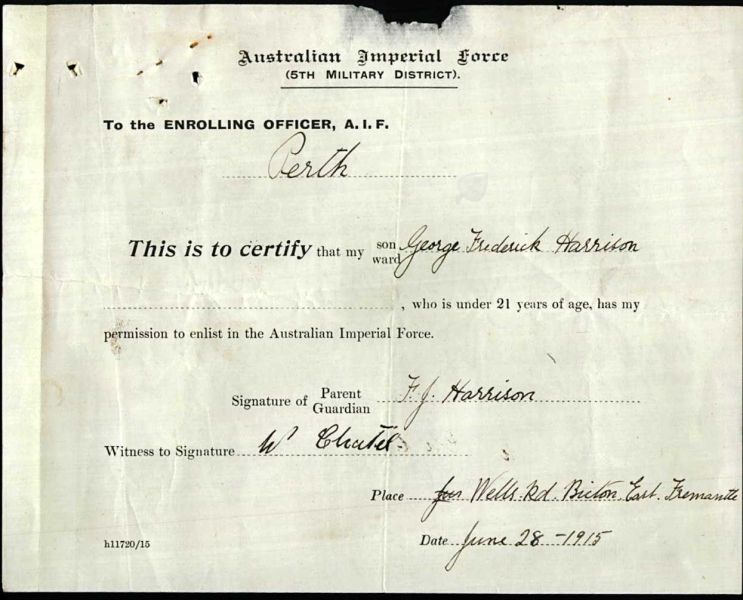 Australian Imperial Force
(5TH MILITARY DISTRICT).
To the ENROLLING OFFICER, A.I.F.
Perth
This is to certify that my son ward George Frederick Harrison
, who is under 21 years of age, has my
permission to enlist in the Australian Imperial Force.
Signature of Parent Guardian F. J. Harrison
Witness to Signature W
Place Wells Rd. Bicton East Fremantle
h11720/15
Date June 28-1915